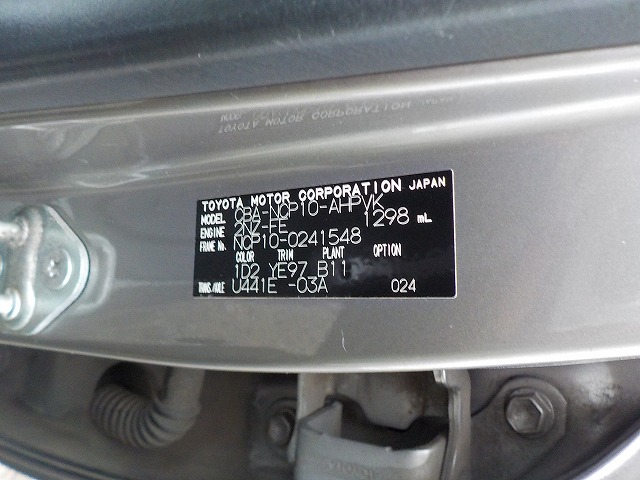 TOYOTA MOTOR CORPORATION JAPAN
MODEL CBA-NCP10-AHPVK
ENGINE 2NZ-FE 1298 mL
FRAME No. NCP10-0241548
COLOR TRIM PLANT OPTION
1D2 YE97 B11
TRANS./AXLE U441E -03A 024
TOYOTA